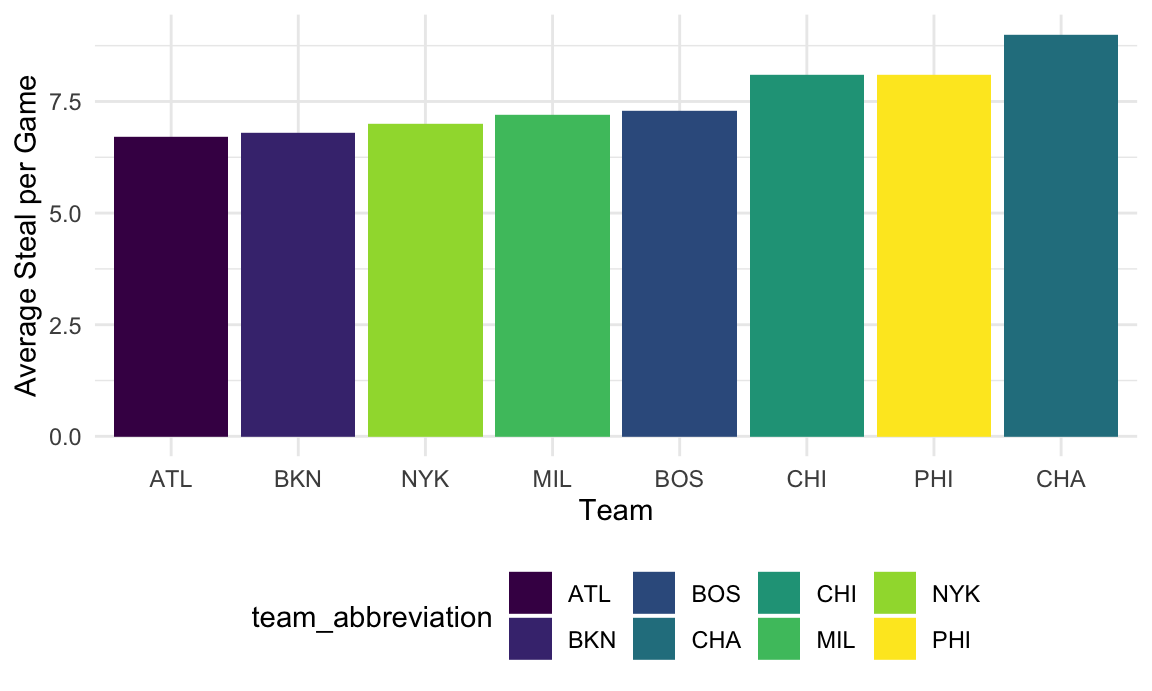 Average Steal per Game
7.5
5.0
2.5
0.0
ATL BKN NYK MIL BOS CHI PHI CHA
Team
team_abbreviation
ATL BOS CHI NYK
BKN CHA MIL PHI